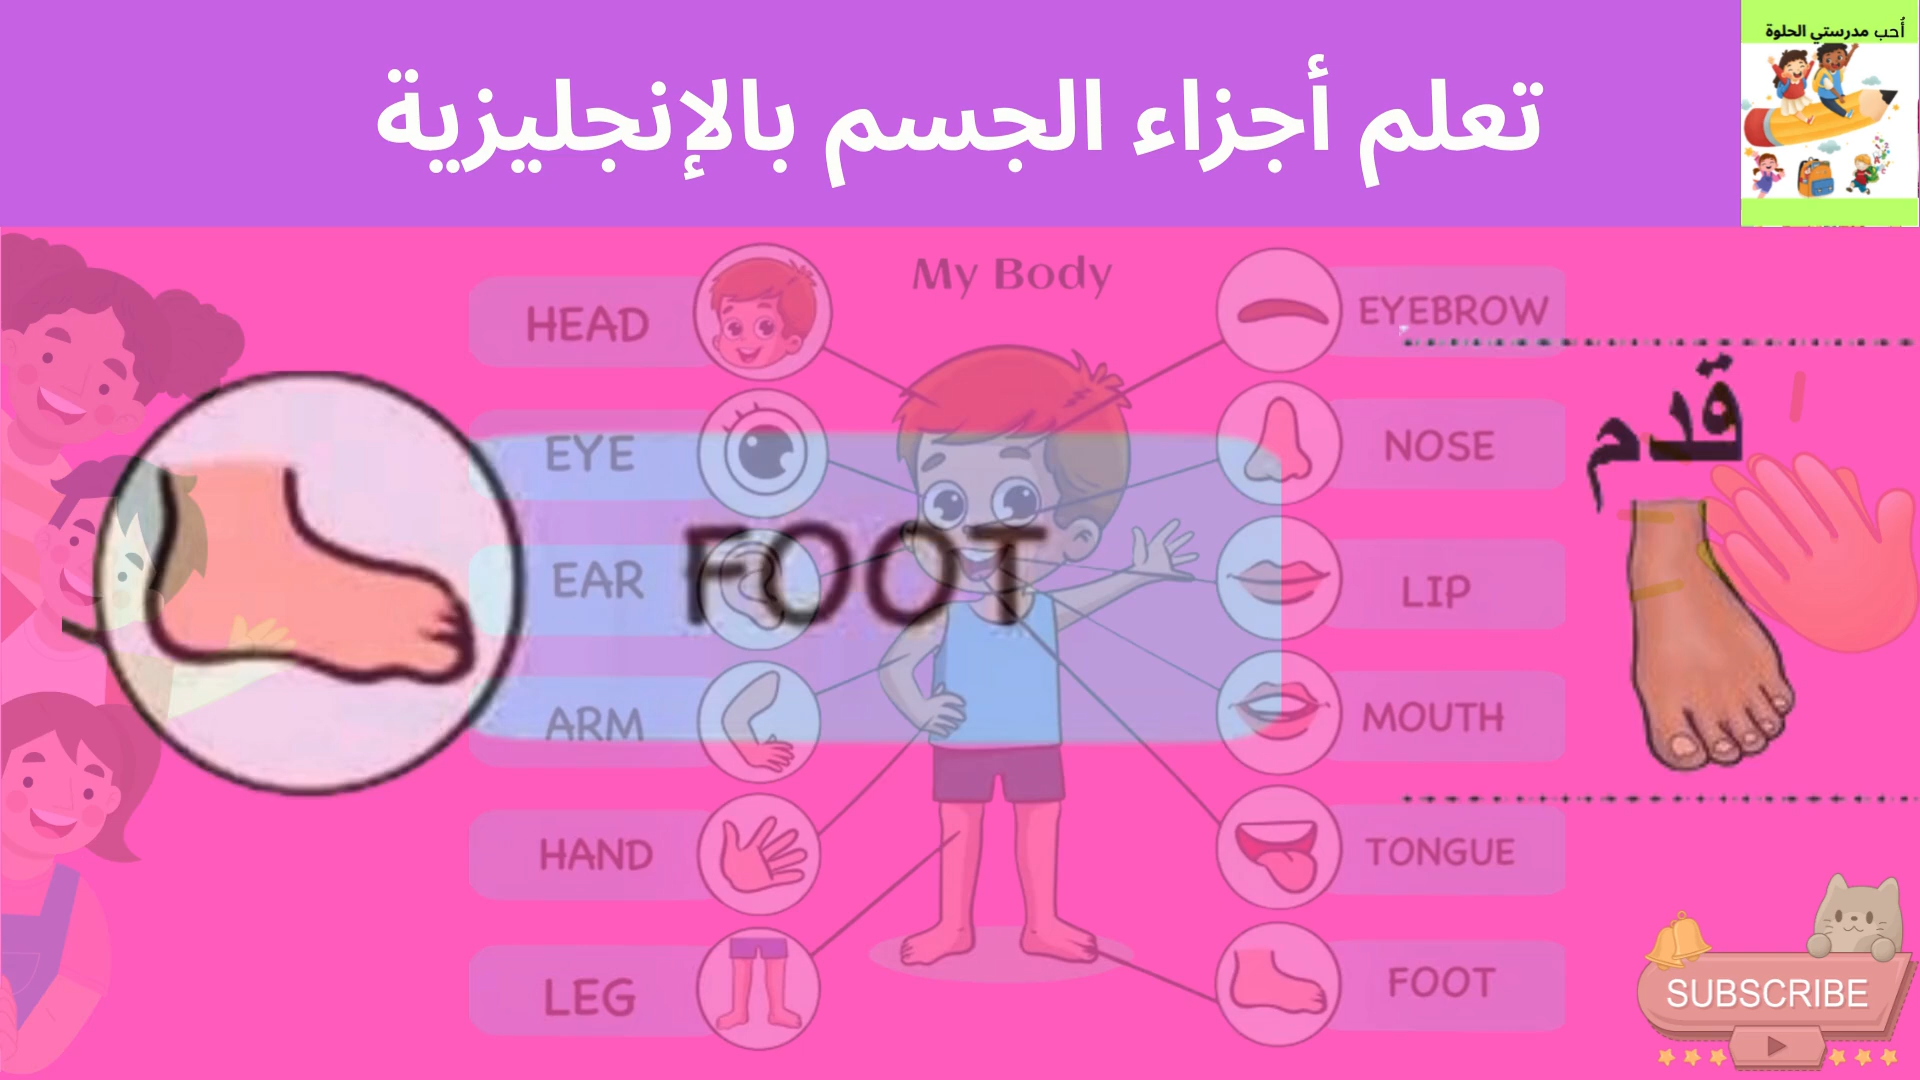 تعلم أجزاء الجسم بالإنجليزية
أحب مدرستي الحلوة
My Body
HEAD
EYE
EAR
ARM
HAND
LEG
EYEBROW
NOSE
LIP
MOUTH
TONGUE
FOOT
FOOT
قدم
SUBSCRIBE